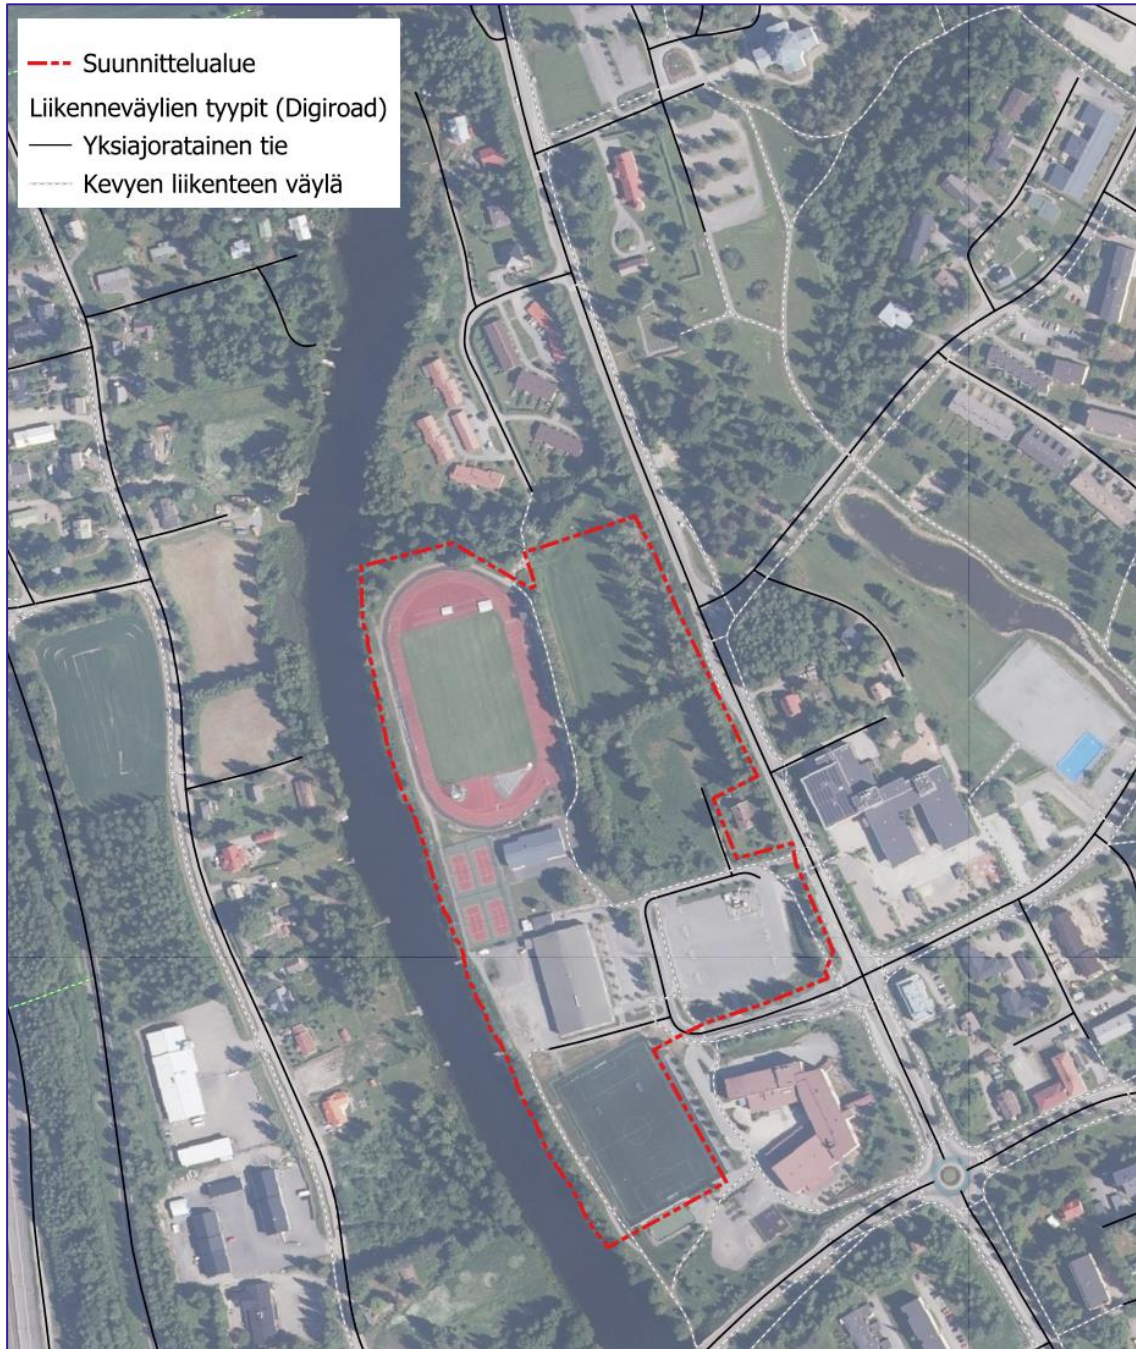 Suunnittelualue
Liikenneväylien tyypit (Digiroad)
Yksiajoratainen tie
Kevyen liikenteen väylä